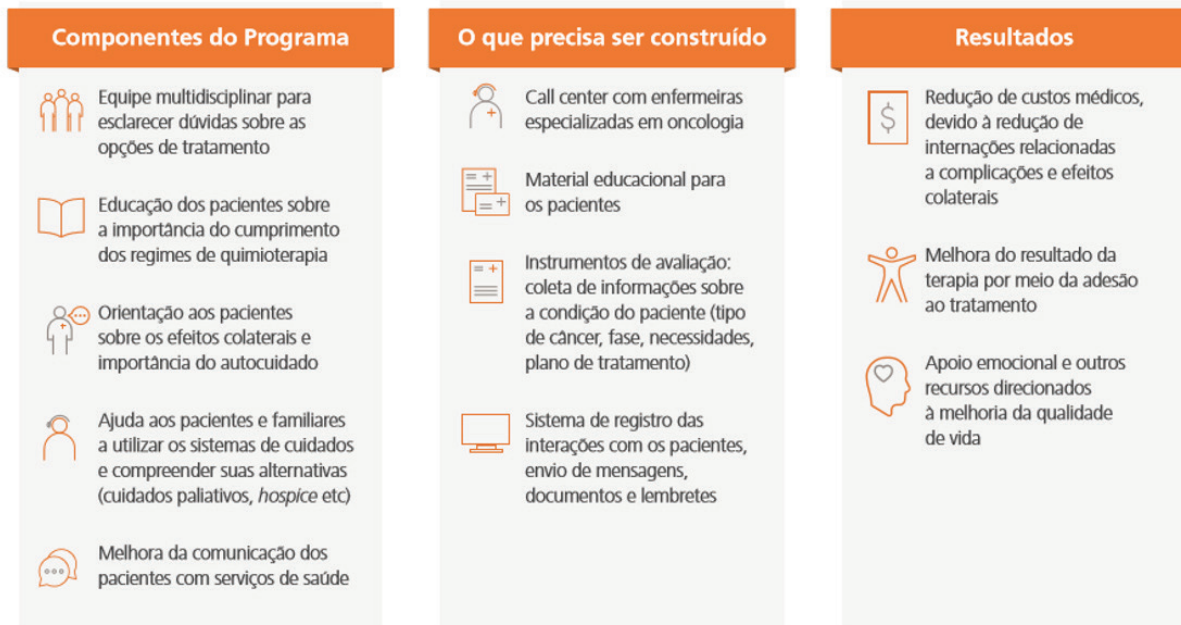 Componentes do Programa
Equipe multidisciplinar para
esclarecer dúvidas sobre as
opções de tratamento
Educação dos pacientes sobre
a importância do cumprimento
dos regimes de quimioterapia
Orientação aos pacientes
sobre os efeitos colaterais e
importância do autocuidado
Ajuda aos pacientes e familiares
a utilizar os sistemas de cuidados
e compreender suas alternativas
(cuidados paliativos, hospice etc)
Melhora da comunicação dos
pacientes com serviços de saúde
O que precisa ser construído
Call center com enfermeiras
especializadas em oncologia
Material educacional para
os pacientes
Instrumentos de avaliação:
coleta de informações sobre
a condição do paciente (tipo
de câncer, fase, necessidades,
plano de tratamento)
Sistema de registro das
interações com os pacientes,
envio de mensagens,
documentos e lembretes
Resultados
Redução de custos médicos,
devido à redução de
internações relacionadas
a complicações e efeitos
colaterais
Melhora do resultado da
terapia por meio da adesão
ao tratamento
Apoio emocional e outros
recursos direcionados
à melhoria da qualidade
de vida